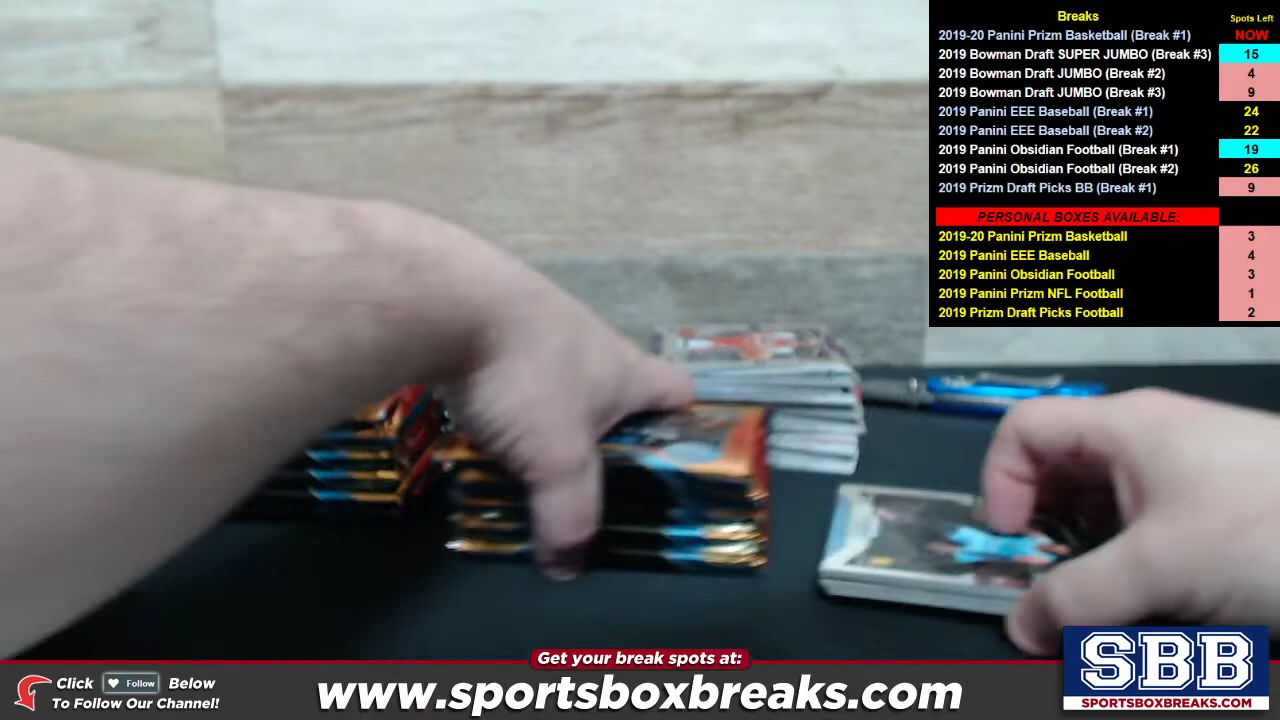 Breaks Spots Left
2019-20 Panini Prizm Basketball (Break #1) NOW
2019 Bowman Draft SUPER JUMBO (Break #3) 15
2019 Bowman Draft JUMBO (Break #2) 4
2019 Bowman Draft JUMBO (Break #3) 9
2019 Panini EEE Baseball (Break #1) 24
2019 Panini EEE Baseball (Break #2) 22
2019 Panini Obsidian Football (Break #1) 19
2019 Panini Obsidian Football (Break #2) 26
2019 Prizm Draft Picks BB (Break #1) 9
PERSONAL BOXES AVAILABLE:
2019-20 Panini Prizm Basketball 3
2019 Panini EEE Baseball 4
2019 Panini Obsidian Football 3
2019 Panini Prizm NFL Football 1
2019 Prizm Draft Picks Football 2
Get your break spots at:
Click Follow Below
To Follow Our Channel!
www.sportsboxbreaks.com
SBB
SPORTSBOXBREAKS.COM